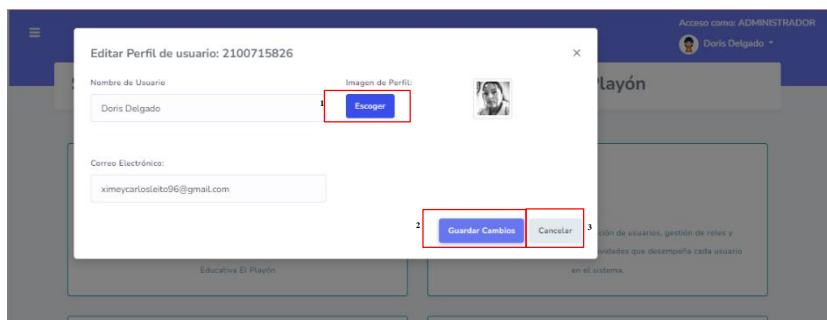 Acceso como: ADMINISTRADOR
Doris Delgado
Editar Perfil de usuario: 2100715826
×
Playón
Nombre de Usuario
Imagen de Perfil:
Doris Delgado
1
Escoger
Correo Electrónico:
ximeycarlosleito96@gmail.com
2
Guardar Cambios
Cancelar
3
ción de usuarios, gestión de roles y
vidades que desempeña cada usuario
Educativa El Playón
en el sistema.